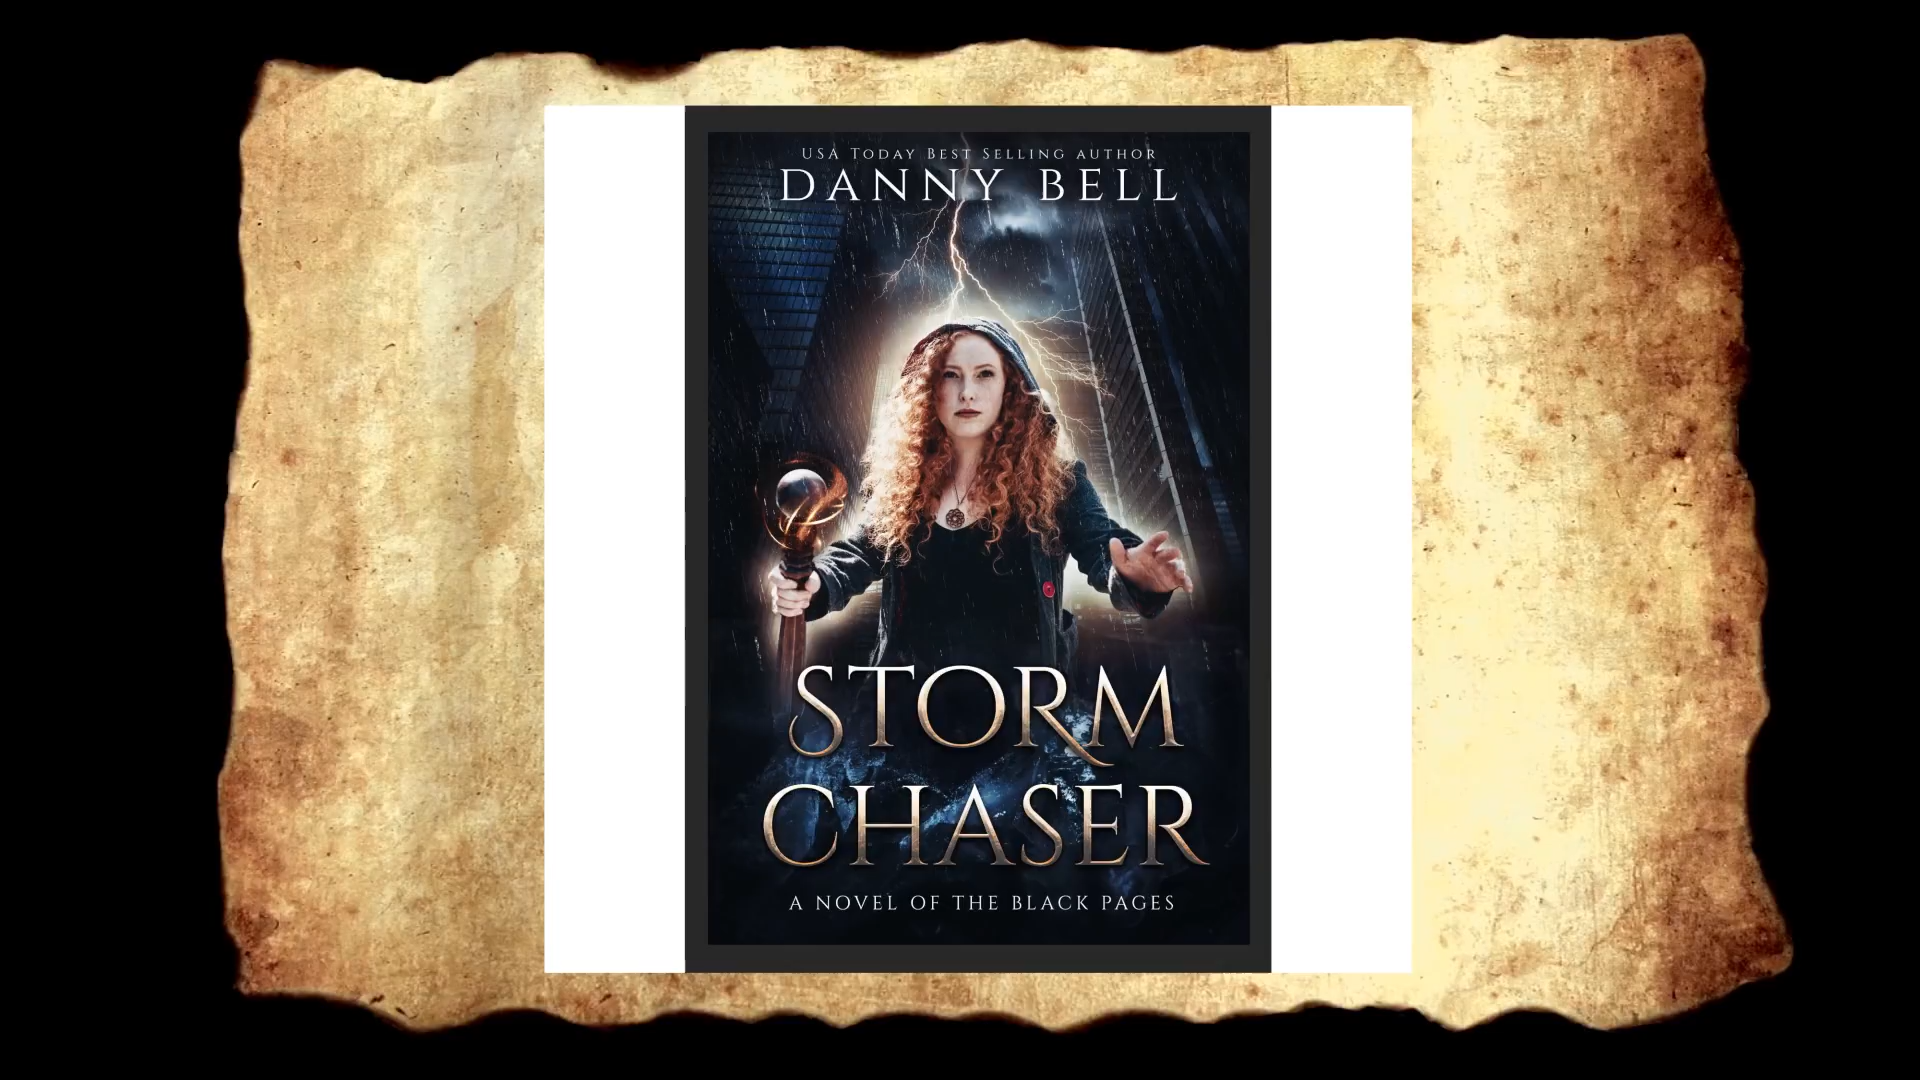 USA Today Best Selling author
DANNY BELL
STORM
CHASER
A NOVEL OF THE BLACK PAGES